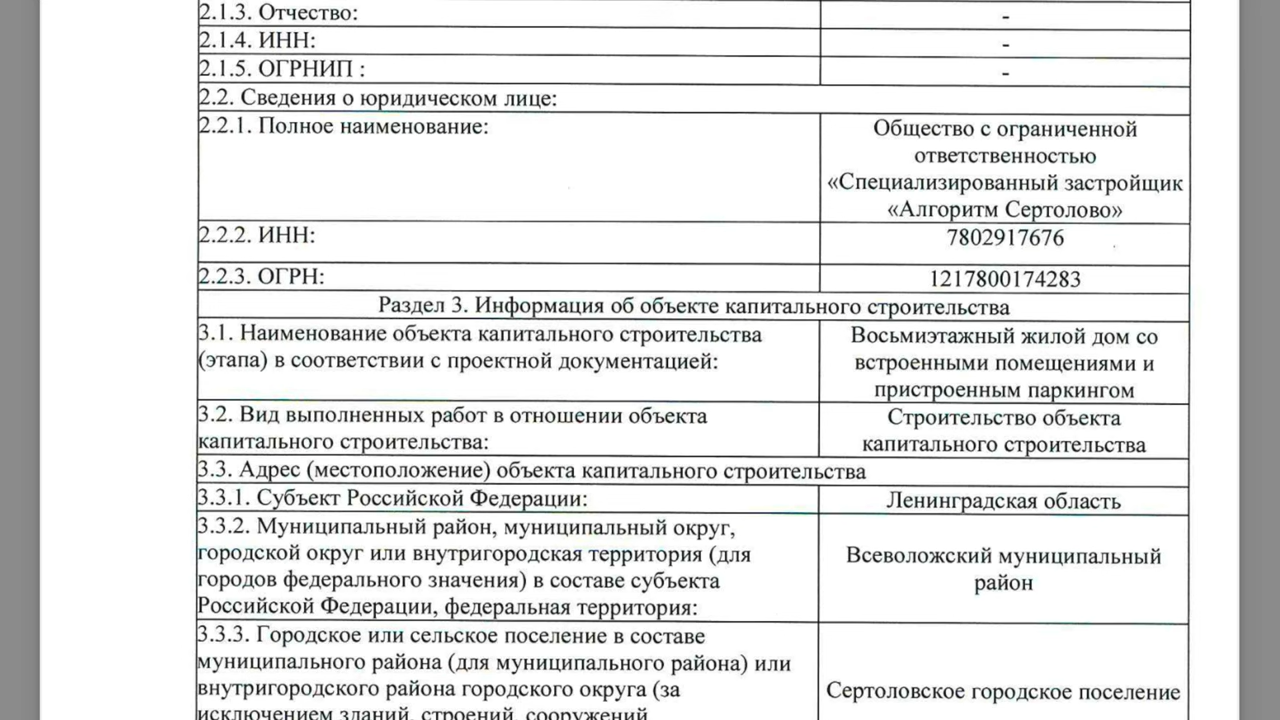 2.1.3. Отчество:
-
2.1.4. ИНН:
-
2.1.5. ОГРНИП :
-
2.2. Сведения о юридическом лице:
2.2.1. Полное наименование:
Общество с ограниченной
ответственностью
«Специализированный застройщик
«Алгоритм Сертолово»
2.2.2. ИНН:
7802917676
2.2.3. ОГРН:
1217800174283
Раздел 3. Информация об объекте капитального строительства
3.1. Наименование объекта капитального строительства
(этапа) в соответствии с проектной документацией:
Восьмиэтажный жилой дом со
встроенными помещениями и
пристроенным паркингом
3.2. Вид выполненных работ в отношении объекта
капитального строительства:
Строительство объекта
капитального строительства
3.3. Адрес (местоположение) объекта капитального строительства
3.3.1. Субъект Российской Федерации:
Ленинградская область
3.3.2. Муниципальный район, муниципальный округ,
городской округ или внутригородская территория (для
городов федерального значения) в составе субъекта
Российской Федерации, федеральная территория:
Всеволожский муниципальный
район
3.3.3. Городское или сельское поселение в составе
муниципального района (для муниципального района) или
внутригородского района городского округа (за
исключением зданий, строений, сооружений,
Сертоловское городское поселение